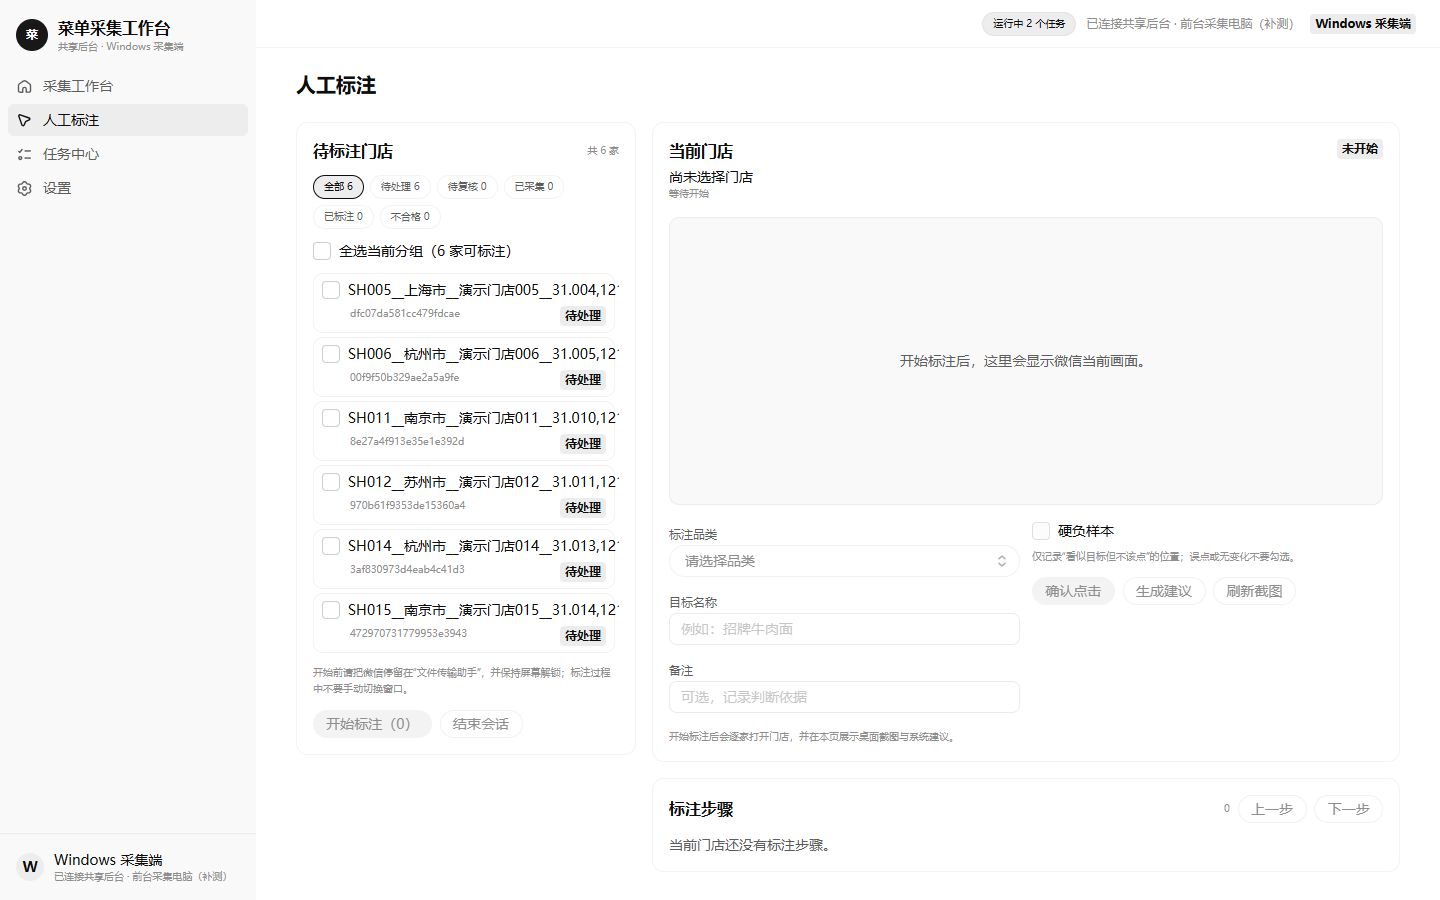 菜
菜单采集工作台
共享后台 · Windows 采集端
采集工作台
人工标注
任务中心
设置
W
Windows 采集端
已连接共享后台 · 前台采集电脑（补测）
运行中 2 个任务
已连接共享后台 · 前台采集电脑（补测）
Windows 采集端
人工标注
待标注门店
共 6 家
全部 6
待处理 6
待复核 0
已采集 0
已标注 0
不合格 0
全选当前分组（6 家可标注）
SH005__上海市__演示门店005__31.004,121
dfc07da581cc479fdcae
待处理
SH006__杭州市__演示门店006__31.005,121
00f9f50b329ae2a5a9fe
待处理
SH011__南京市__演示门店011__31.010,121
8e27a4f913e35e1e392d
待处理
SH012__苏州市__演示门店012__31.011,121
970b61f9353de15360a4
待处理
SH014__杭州市__演示门店014__31.013,121
3af830973d4eab4c41d3
待处理
SH015__南京市__演示门店015__31.014,121
472970731779953e3943
待处理
开始前请把微信停留在“文件传输助手”，并保持屏幕解锁；标注过程
中不要手动切换窗口。
开始标注（0）
结束会话
当前门店
未开始
尚未选择门店
等待开始
开始标注后，这里会显示微信当前画面。
标注品类
请选择品类
目标名称
例如：招牌牛肉面
备注
可选，记录判断依据
开始标注后会逐家打开门店，并在本页展示桌面截图与系统建议。
硬负样本
仅记录“看似目标但不该点”的位置；误点或无变化不要勾选。
确认点击
生成建议
刷新截图
标注步骤
0
上一步
下一步
当前门店还没有标注步骤。